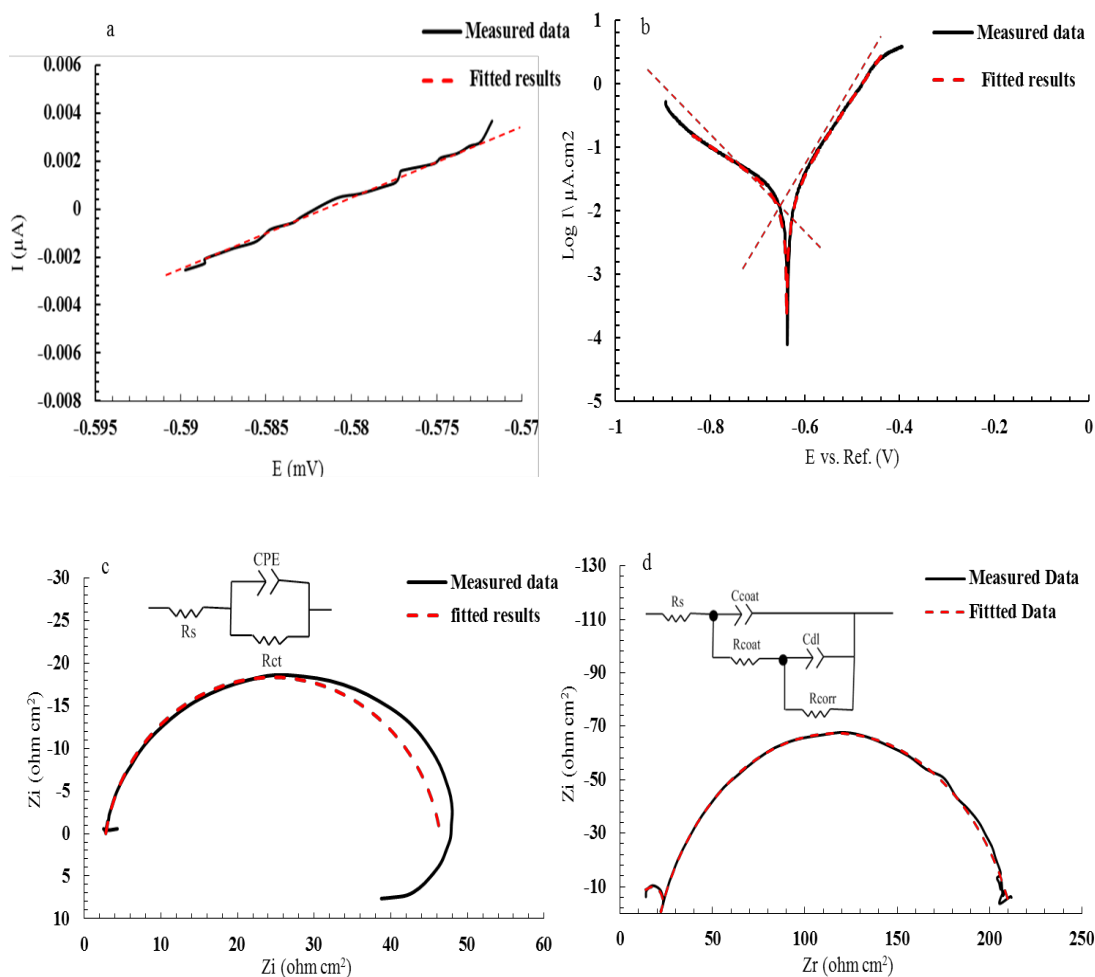 a
Measured data
Fitted results
0.006
0.004
0.002
0
-0.002
-0.004
-0.006
-0.008
I (µA)
-0.595 -0.59 -0.585 -0.58 -0.575 -0.57
E (mV)
b
Measured data
Fitted results
1
0
-1
-2
-3
-4
-5
Log I\ µA.cm2
-1 -0.8 -0.6 -0.4 -0.2 0
E vs. Ref. (V)
c
CPE
Rs
Rct
Measured data
fitted results
-30
-25
-20
-15
-10
-5
0
5
10
Zi (ohm cm2)
0 10 20 30 40 50 60
Zi (ohm cm2)
d
Rs
Ccoat
Rcoat
Cdl
Rcorr
Measured Data
Fittted Data
-130
-110
-90
-70
-50
-30
-10
Zi (ohm cm2)
0 50 100 150 200 250
Zr (ohm cm2)